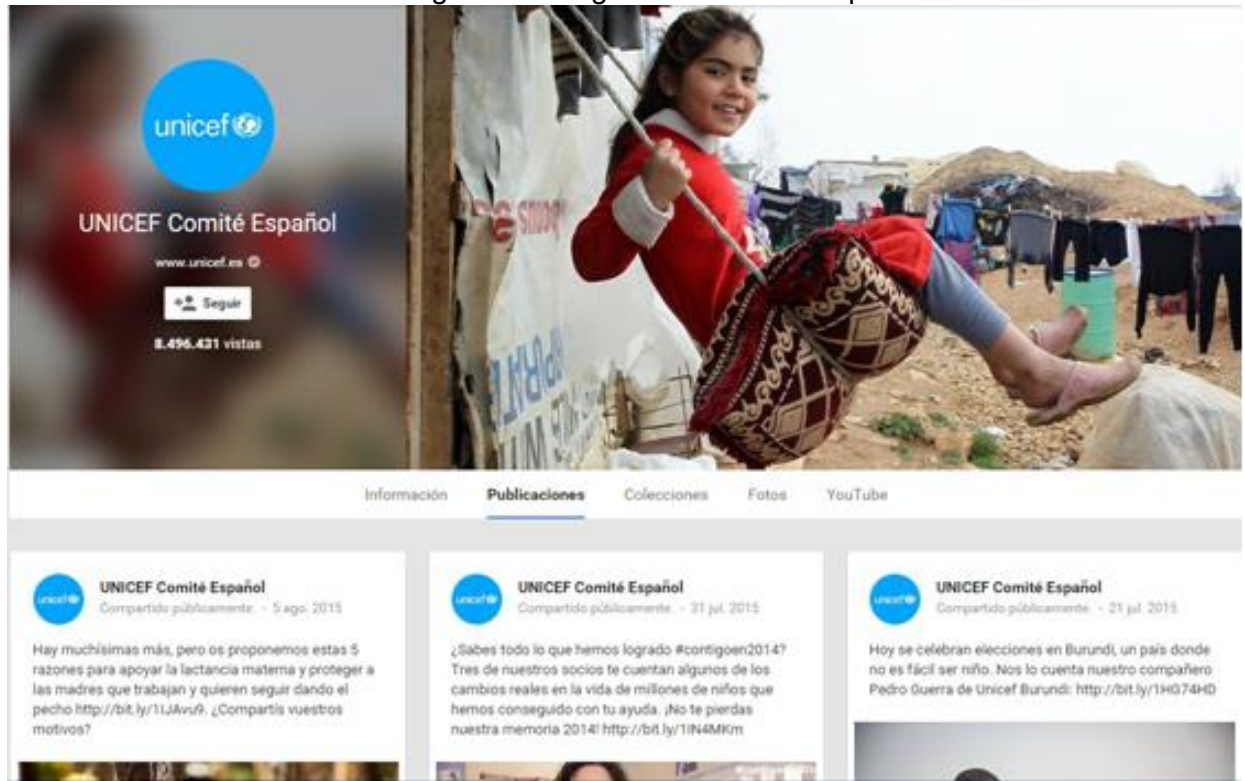 unicef
UNICEF Comité Español
www.unicef.es
Seguir
8.496.431 vistas
Información Publicaciones Colecciones Fotos YouTube
UNICEF Comité Español
Compartido públicamente. - 5 ago. 2015
Hay muchísimas más, pero os proponemos estas 5
razones para apoyar la lactancia materna y proteger a
las madres que trabajan y quieren seguir dando el
pecho http://bit.ly/1IJAvu9. ¿Compartís vuestros
motivos?
UNICEF Comité Español
Compartido públicamente. - 31 jul. 2015
¿Sabes todo lo que hemos logrado #contigoen2014?
Tres de nuestros socios te cuentan algunos de los
cambios reales en la vida de millones de niños que
hemos conseguido con tu ayuda. ¡No te pierdas
nuestra memoria 2014! http://bit.ly/1IN4MKm
UNICEF Comité Español
Compartido públicamente. - 21 jul. 2015
Hoy se celebran elecciones en Burundi, un país donde
no es fácil ser niño. Nos lo cuenta nuestro compañero
Pedro Guerra de Unicef Burundi: http://bit.ly/1HG74HD